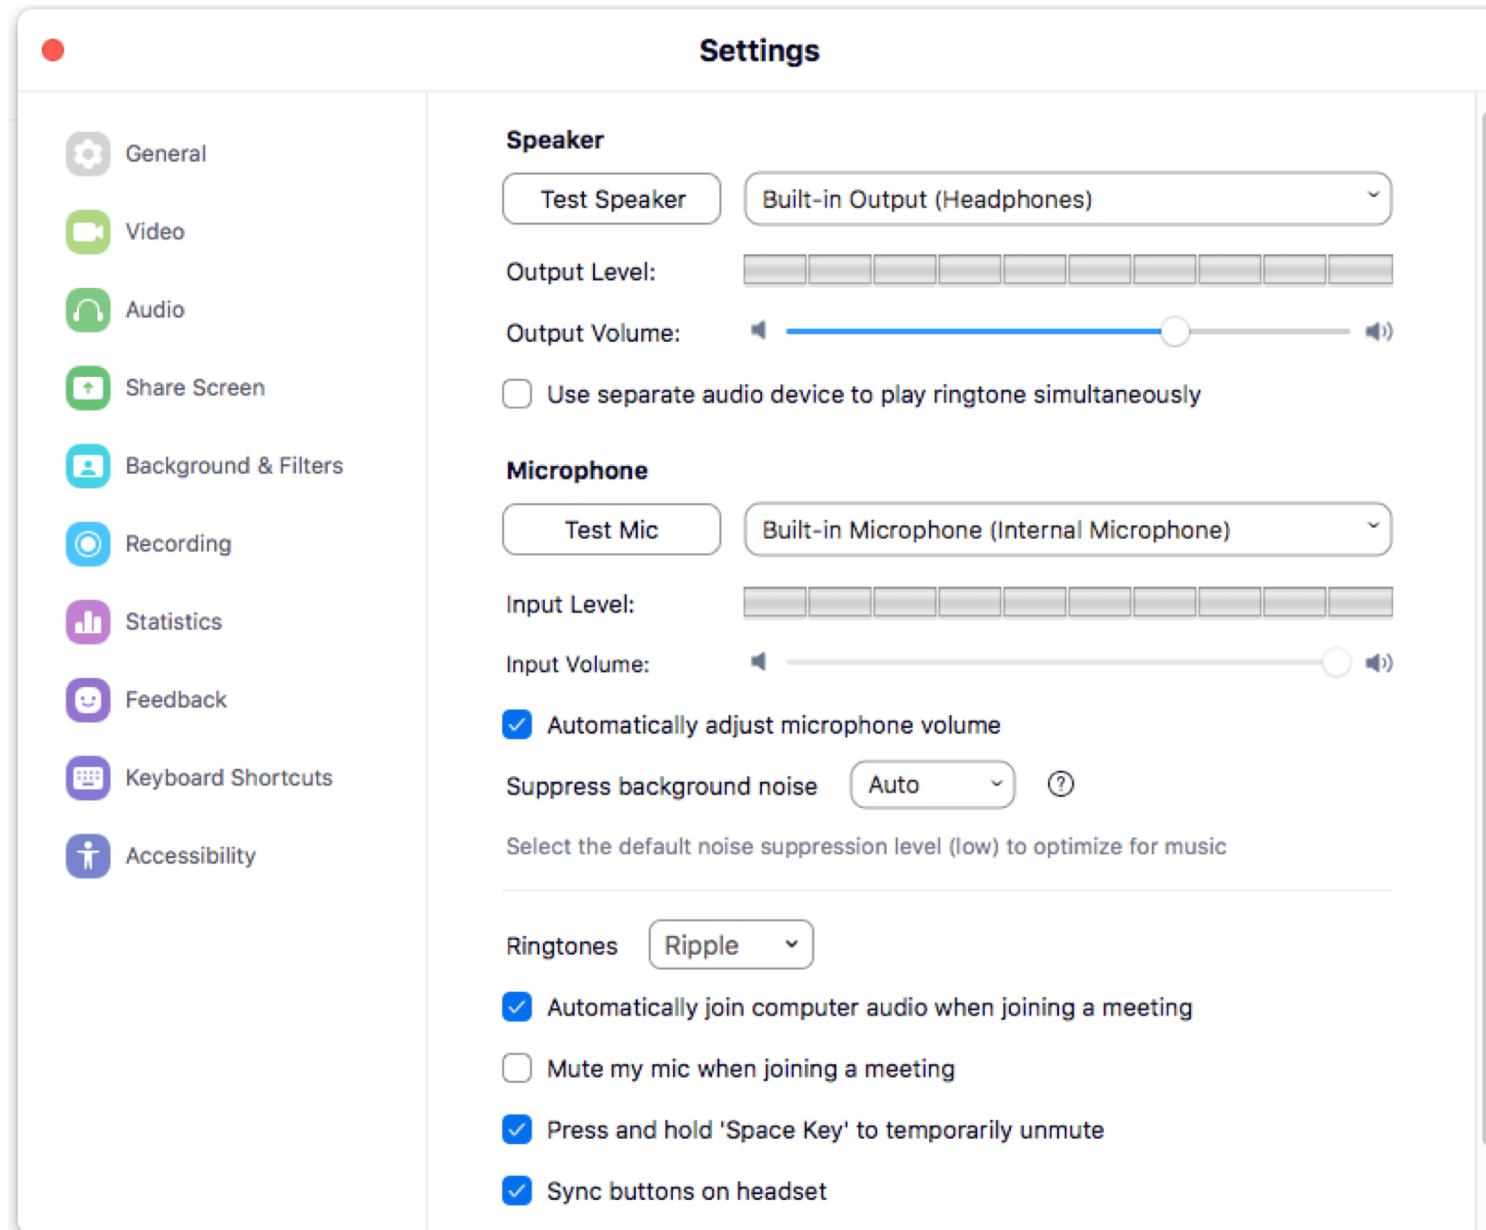 Settings
General
Video
Audio
Share Screen
Background & Filters
Recording
Statistics
Feedback
Keyboard Shortcuts
Accessibility
Speaker
Test Speaker
Built-in Output (Headphones)
Output Level:
Output Volume:
Use separate audio device to play ringtone simultaneously
Microphone
Test Mic
Built-in Microphone (Internal Microphone)
Input Level:
Input Volume:
Automatically adjust microphone volume
Suppress background noise Auto ?
Select the default noise suppression level (low) to optimize for music
Ringtones Ripple
Automatically join computer audio when joining a meeting
Mute my mic when joining a meeting
Press and hold 'Space Key' to temporarily unmute
Sync buttons on headset